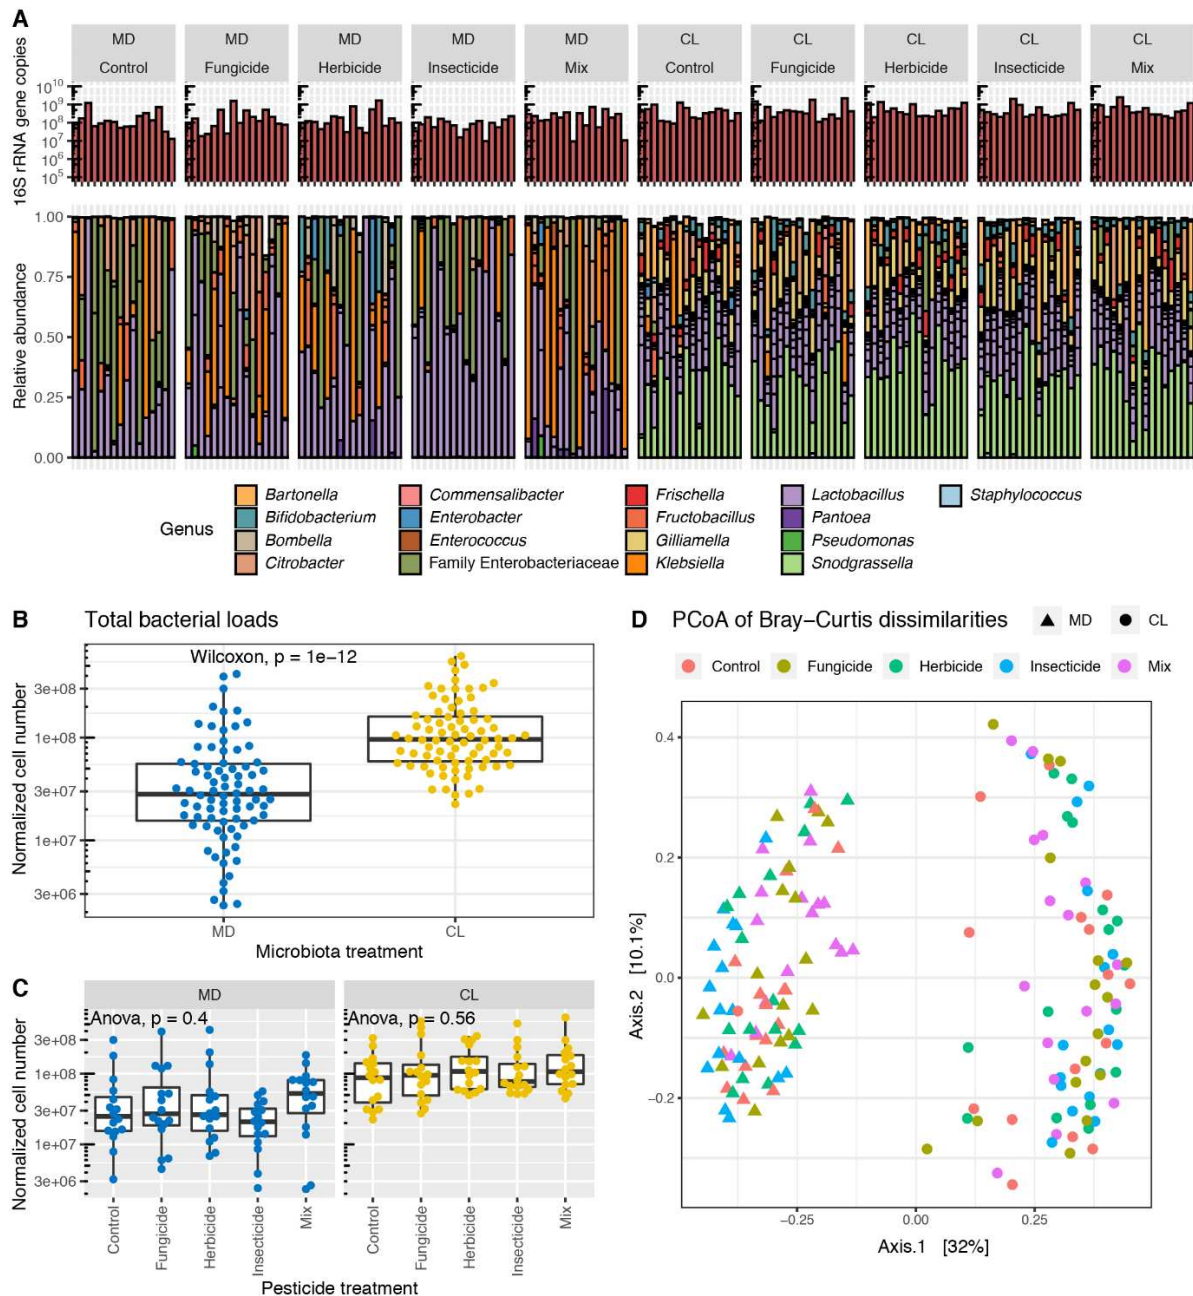 A
MD MD MD MD MD CL CL CL CL CL
Control Fungicide Herbicide Insecticide Mix Control Fungicide Herbicide Insecticide Mix
16S rRNA gene copies
10^10
10^9
10^8
10^7
10^6
10^5
Relative abundance
1.00
0.75
0.50
0.25
0.00
Genus
Bartonella Commensalibacter Frischella Lactobacillus Staphylococcus
Bifidobacterium Enterobacter Fructobacillus Pantoea
Bombella Enterococcus Gilliamella Pseudomonas
Citrobacter Family Enterobacteriaceae Klebsiella Snodgrassella
B Total bacterial loads
Wilcoxon, p = 1e−12
Normalized cell number
3e+08
1e+08
3e+07
1e+07
3e+06
MD CL
Microbiota treatment
C
MD CL
Anova, p = 0.4 Anova, p = 0.56
Normalized cell number
3e+08
1e+08
3e+07
1e+07
3e+06
Control Fungicide Herbicide Insecticide Mix Control Fungicide Herbicide Insecticide Mix
Pesticide treatment
D PCoA of Bray−Curtis dissimilarities MD CL
Control Fungicide Herbicide Insecticide Mix
Axis.2 [10.1%]
0.4
0.2
0.0
−0.2
−0.25 0.00 0.25
Axis.1 [32%]